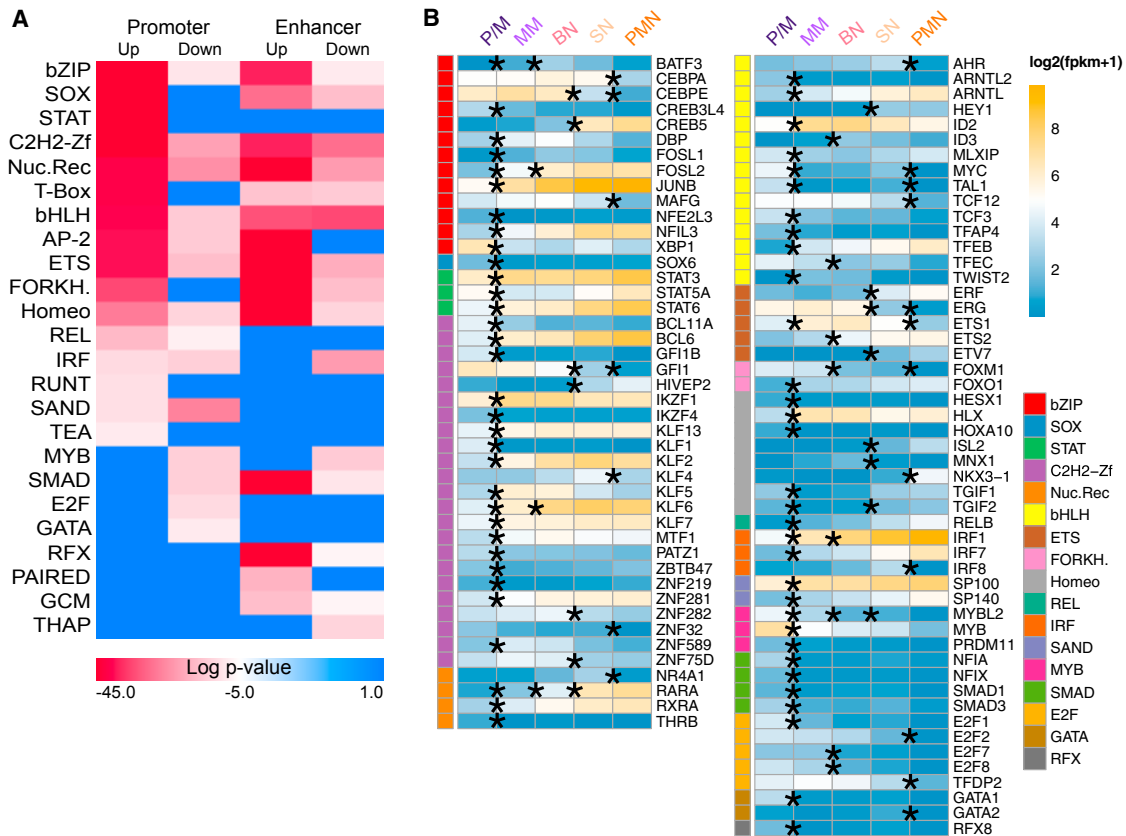 A
Promoter Enhancer
Up Down Up Down
bZIP
SOX
STAT
C2H2-Zf
Nuc.Rec
T-Box
bHLH
AP-2
ETS
FORKH.
Homeo
REL
IRF
RUNT
SAND
TEA
MYB
SMAD
E2F
GATA
RFX
PAIRED
GCM
THAP
Log p-value
-45.0 -5.0 1.0
B
P/M MM BN SN PMN
BATF3
CEBPA
CEBPE
CREB3L4
CREB5
DBP
FOSL1
FOSL2
JUNB
MAFG
NFE2L3
NFIL3
XBP1
SOX6
STAT3
STAT5A
STAT6
BCL11A
BCL6
GFI1B
GFI1
HIVEP2
IKZF1
IKZF4
KLF13
KLF1
KLF2
KLF4
KLF5
KLF6
KLF7
MTF1
PATZ1
ZBTB47
ZNF219
ZNF281
ZNF282
ZNF32
ZNF589
ZNF75D
NR4A1
RARA
RXRA
THRB
P/M MM BN SN PMN
AHR
ARNTL2
ARNTL
HEY1
ID2
ID3
MLXIP
MYC
TAL1
TCF12
TCF3
TFAP4
TFEB
TFEC
TWIST2
ERF
ERG
ETS1
ETS2
ETV7
FOXM1
FOXO1
HESX1
HLX
HOXA10
ISL2
MNX1
NKX3−1
TGIF1
TGIF2
RELB
IRF1
IRF7
IRF8
SP100
SP140
MYBL2
MYB
PRDM11
NFIA
NFIX
SMAD1
SMAD3
E2F1
E2F2
E2F7
E2F8
TFDP2
GATA1
GATA2
RFX8
log2(fpkm+1)
8
6
4
2
bZIP
SOX
STAT
C2H2−Zf
Nuc.Rec
bHLH
ETS
FORKH.
Homeo
REL
IRF
SAND
MYB
SMAD
E2F
GATA
RFX